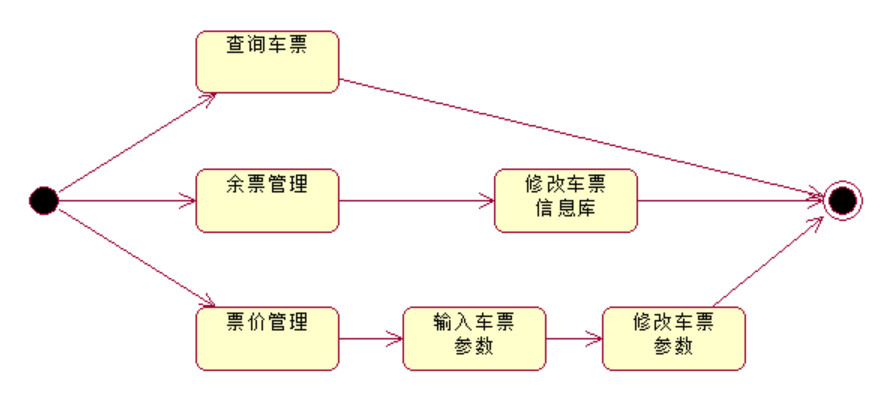 查询车票
余票管理
修改车票
信息库
票价管理
输入车票
参数
修改车票
参数